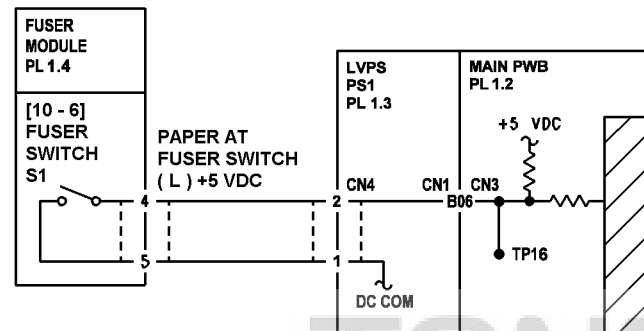 FUSER
MODULE
PL 1.4
[10 - 6]
FUSER
SWITCH
S1
PAPER AT
FUSER SWITCH
( L ) +5 VDC
4
5
LVPS
PS1
PL 1.3
MAIN PWB
PL 1.2
+5 VDC
2 CN4
CN1 CN3
B06
1
TP16
DC COM